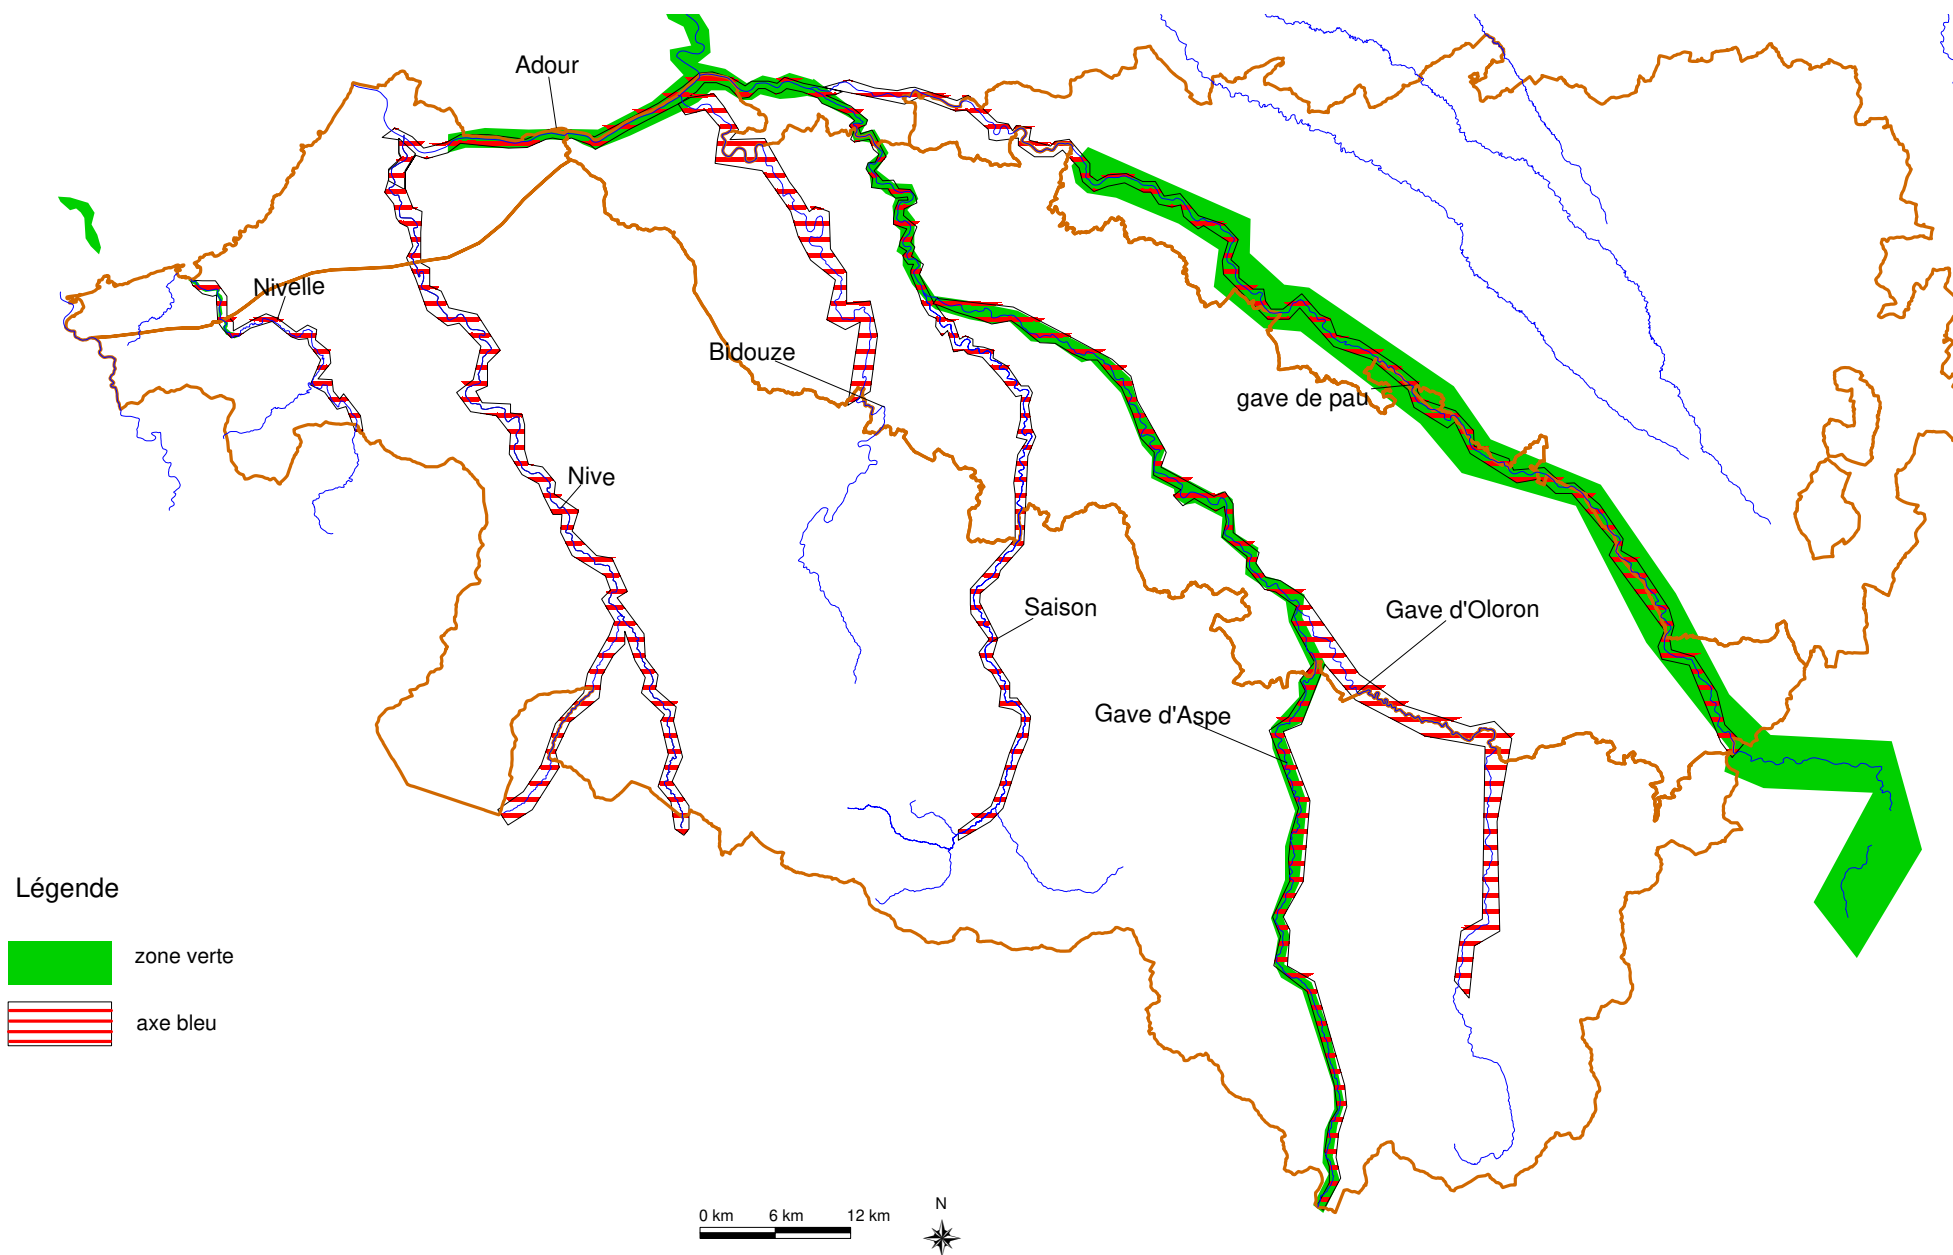 Adour
Nivelle
Bidouze
gave de pau
Nive
Saison
Gave d'Oloron
Gave d'Aspe
Légende
zone verte
axe bleu
0 km 6 km 12 km
N